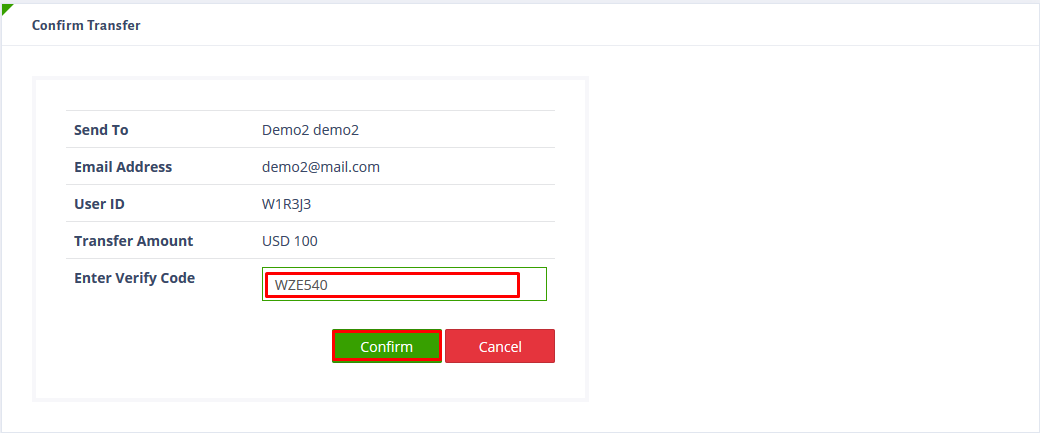 Confirm Transfer
Send To Demo2 demo2
Email Address demo2@mail.com
User ID W1R3J3
Transfer Amount USD 100
Enter Verify Code WZE540
Confirm Cancel